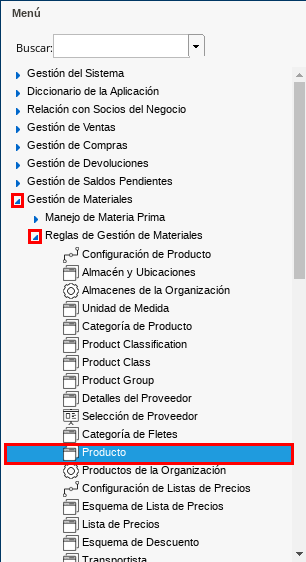 Menú
Buscar:
Gestión del Sistema
Diccionario de la Aplicación
Relación con Socios del Negocio
Gestión de Ventas
Gestión de Compras
Gestión de Devoluciones
Gestión de Saldos Pendientes
Gestión de Materiales
Manejo de Materia Prima
Reglas de Gestión de Materiales
Configuración de Producto
Almacén y Ubicaciones
Almacenes de la Organización
Unidad de Medida
Categoría de Producto
Product Classification
Product Class
Product Group
Detalles del Proveedor
Selección de Proveedor
Categoría de Fletes
Producto
Productos de la Organización
Configuración de Listas de Precios
Esquema de Lista de Precios
Lista de Precios
Esquema de Descuento
Transportista